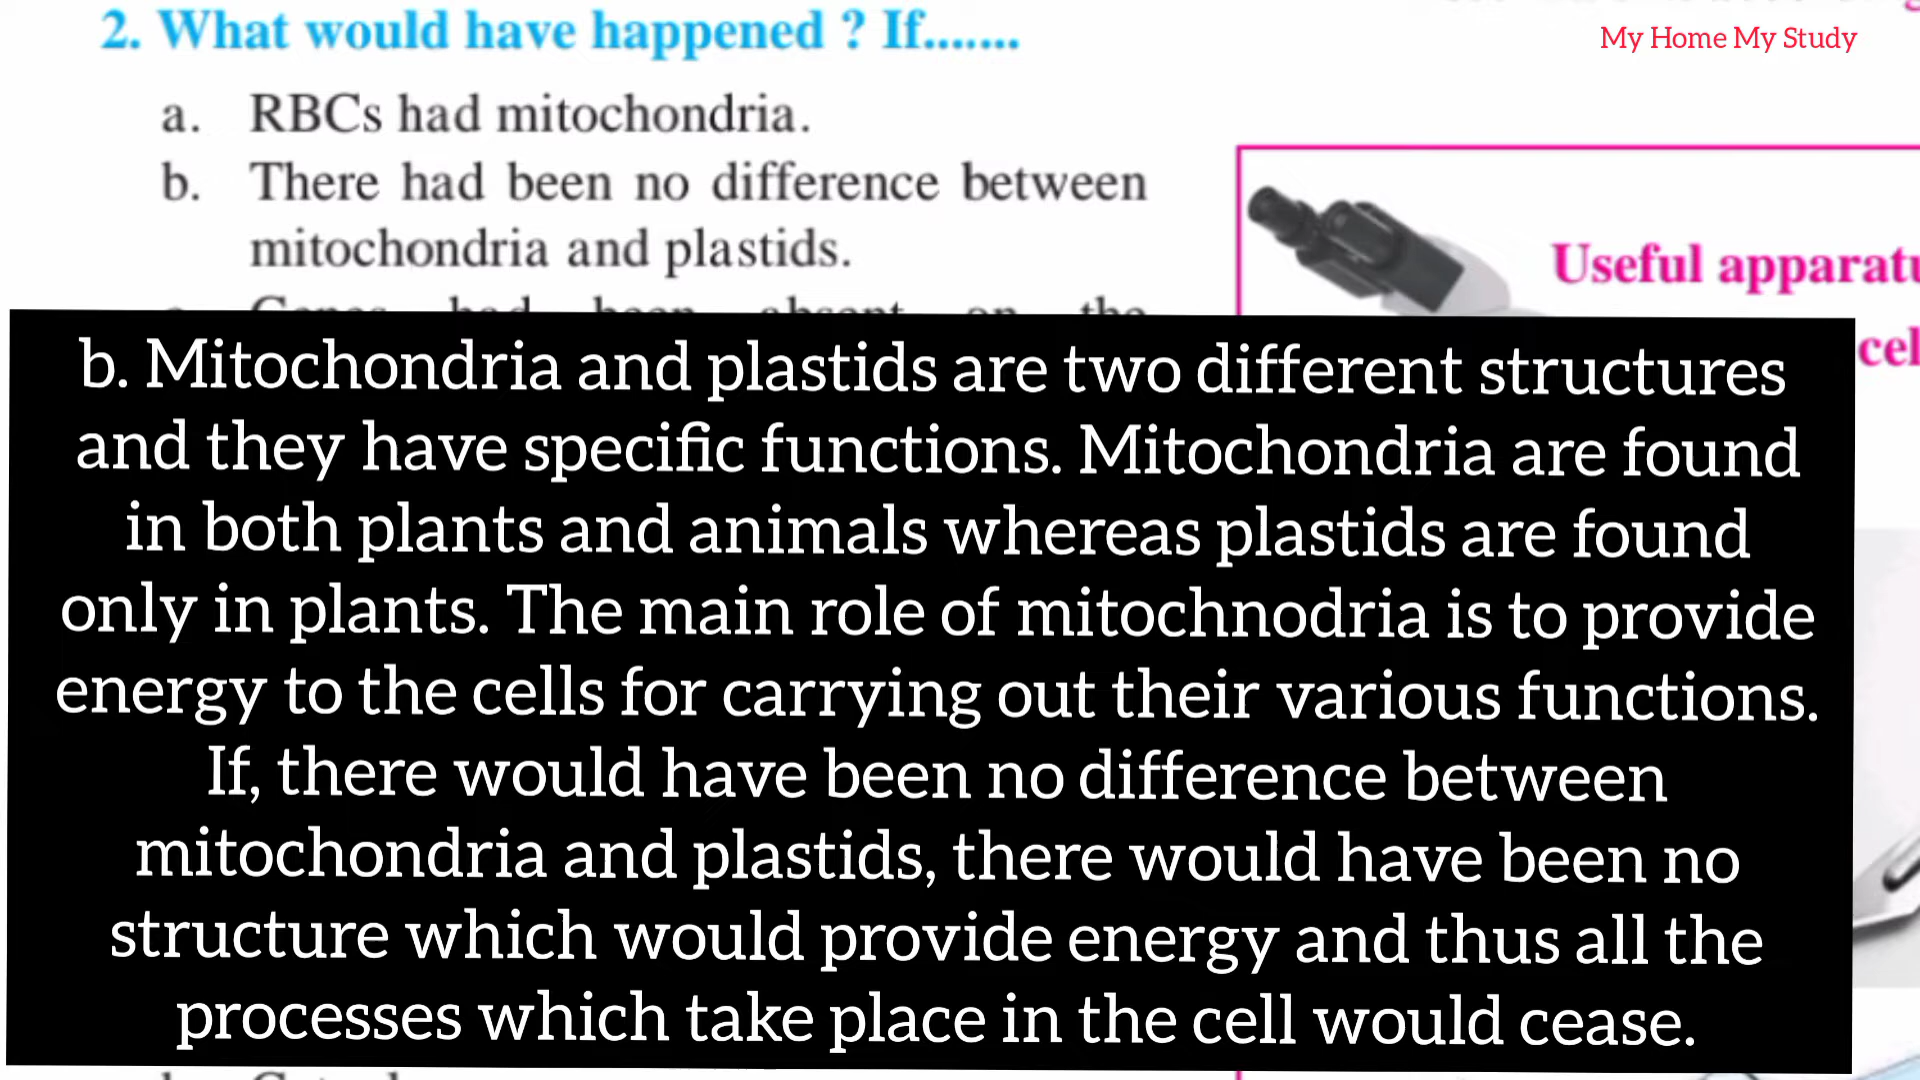 2. What would have happened ? If.......
My Home My Study
a. RBCs had mitochondria.
b. There had been no difference between
mitochondria and plastids.
Useful apparatu
cel
b. Mitochondria and plastids are two different structures
and they have specific functions. Mitochondria are found
in both plants and animals whereas plastids are found
only in plants. The main role of mitochnodria is to provide
energy to the cells for carrying out their various functions.
If, there would have been no difference between
mitochondria and plastids, there would have been no
structure which would provide energy and thus all the
processes which take place in the cell would cease.